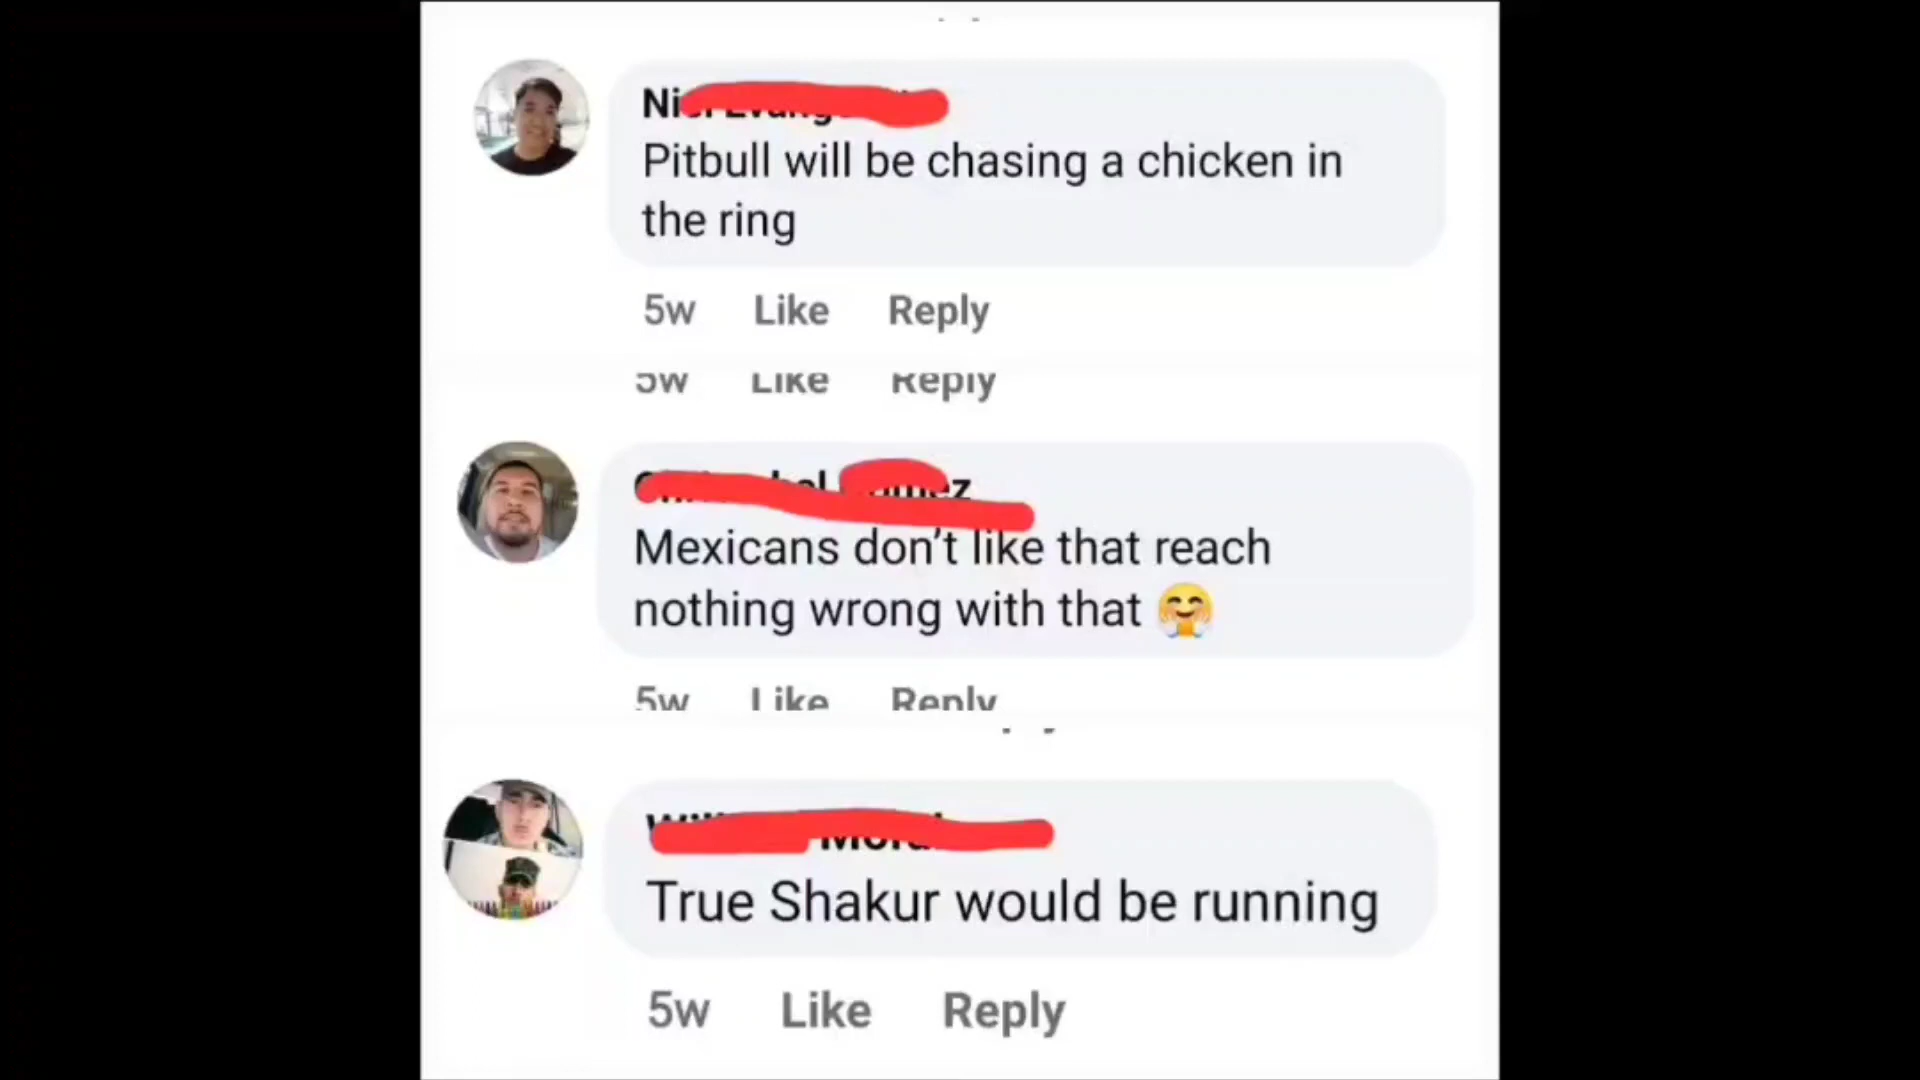 Pitbull will be chasing a chicken in
the ring
5w Like Reply
5w Like Reply
Mexicans don't like that reach
nothing wrong with that 🤗
5w Like Reply
True Shakur would be running
5w Like Reply